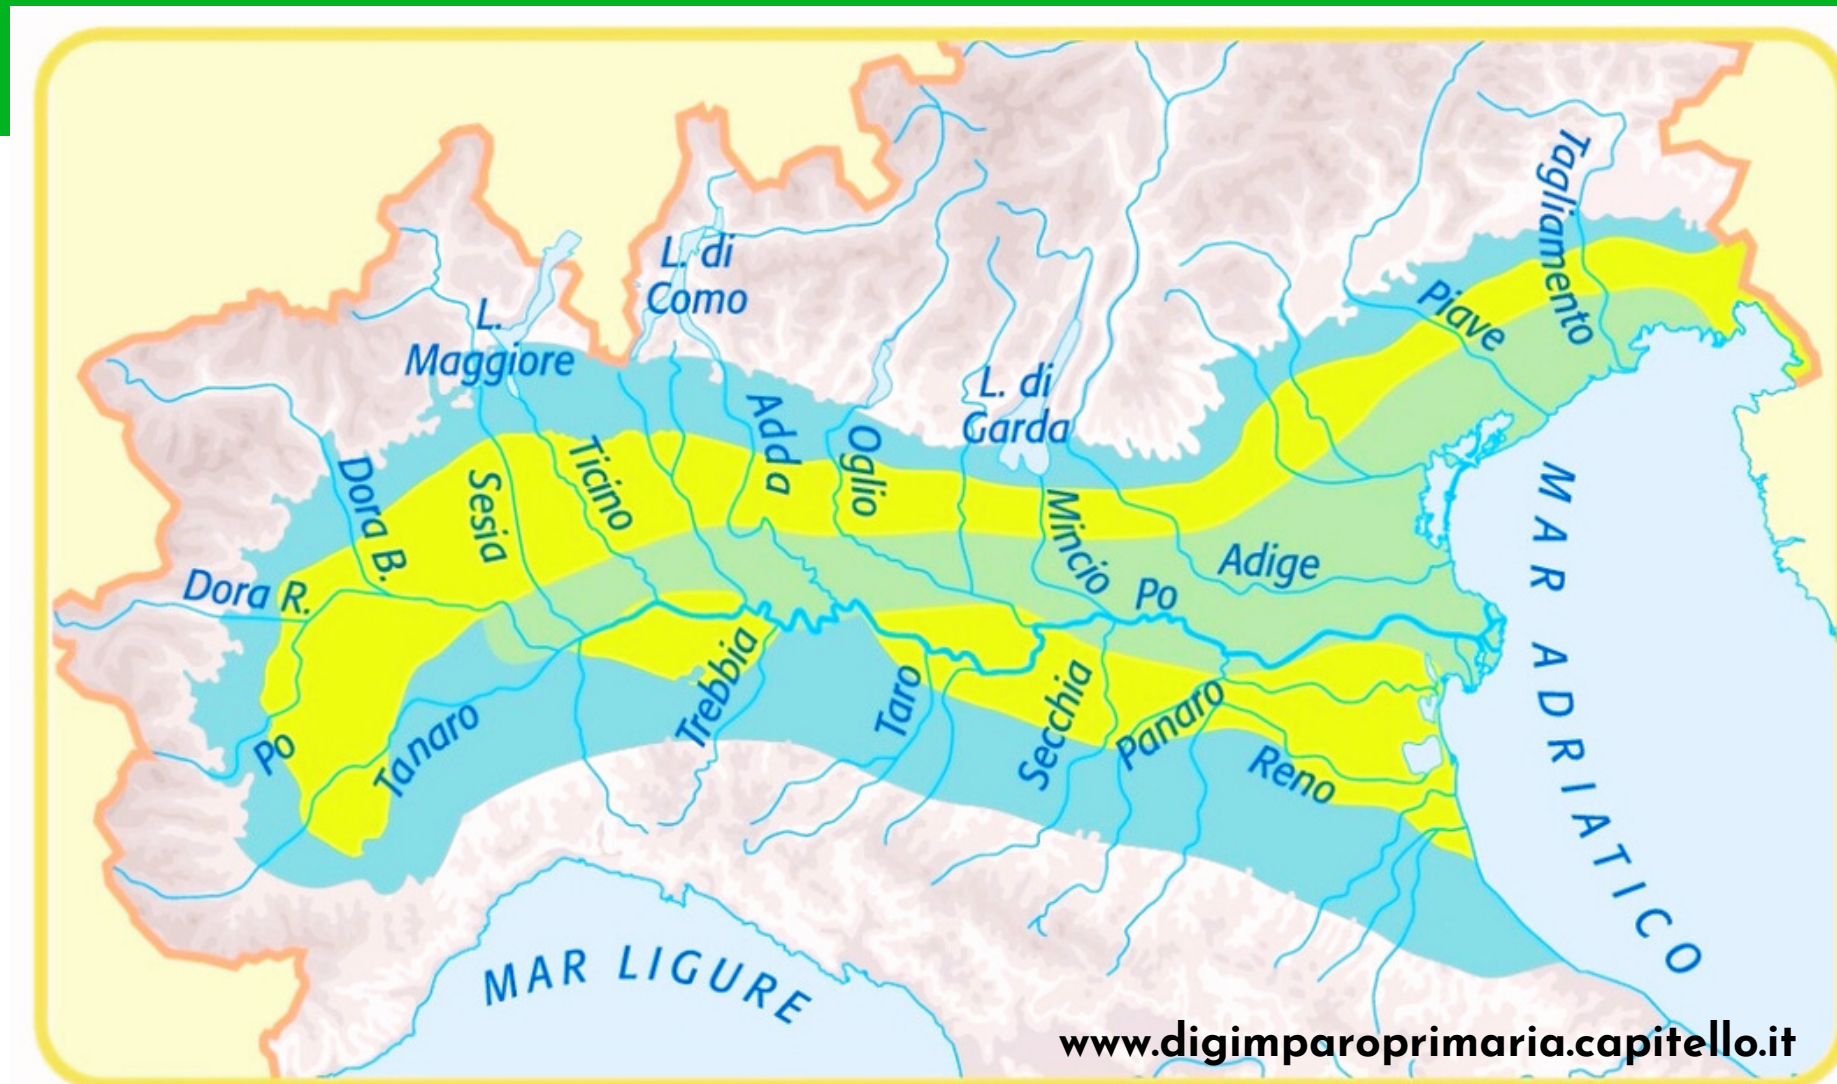 Tagliamento
L. di
Como
Piave
L.
Maggiore
L. di
Garda
Adda
Oglio
Ticino
Dora B.
Sesia
Mincio
MAR ADRIATICO
Adige
Dora R.
Po
Trebbia
Taro
Secchia
Panaro
Po
Tanaro
Reno
MAR LIGURE
www.digimparoprimaria.capitello.it